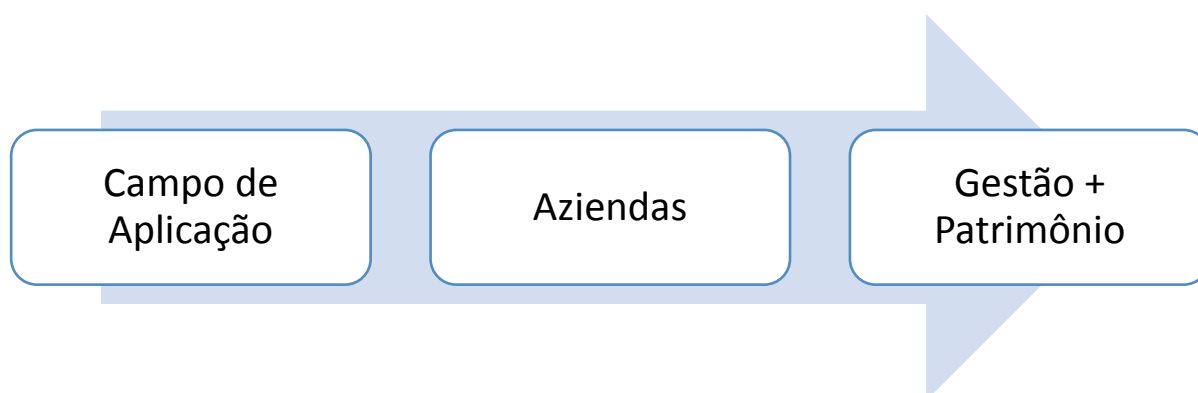 Campo de
Aplicação
Aziendas
Gestão +
Patrimônio